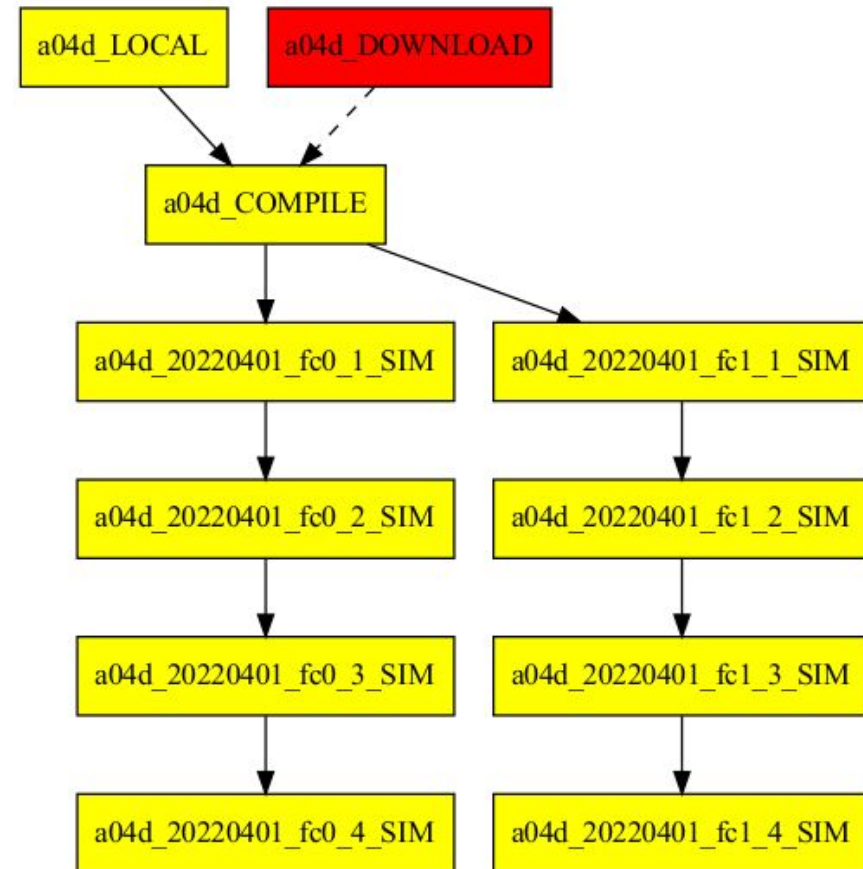 a04d_LOCAL
a04d_DOWNLOAD
a04d_COMPILE
a04d_20220401_fc0_1_SIM
a04d_20220401_fc1_1_SIM
a04d_20220401_fc0_2_SIM
a04d_20220401_fc1_2_SIM
a04d_20220401_fc0_3_SIM
a04d_20220401_fc1_3_SIM
a04d_20220401_fc0_4_SIM
a04d_20220401_fc1_4_SIM